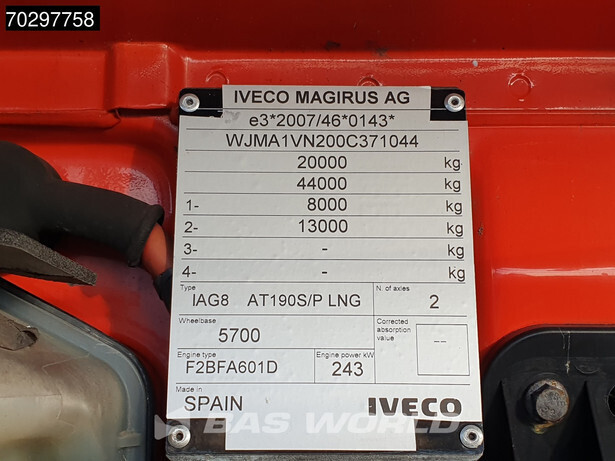 70297758
IVECO MAGIRUS AG
e3*2007/46*0143*
WJMA1VN200C371044
20000 kg
44000 kg
1- 8000 kg
2- 13000 kg
3- - kg
4- - kg
Type IAG8 AT190S/P LNG N. of axles 2
Wheelbase 5700 Corrected absorption value --
Engine type F2BFA601D Engine power kW 243
Made in SPAIN IVECO
BAS WORLD